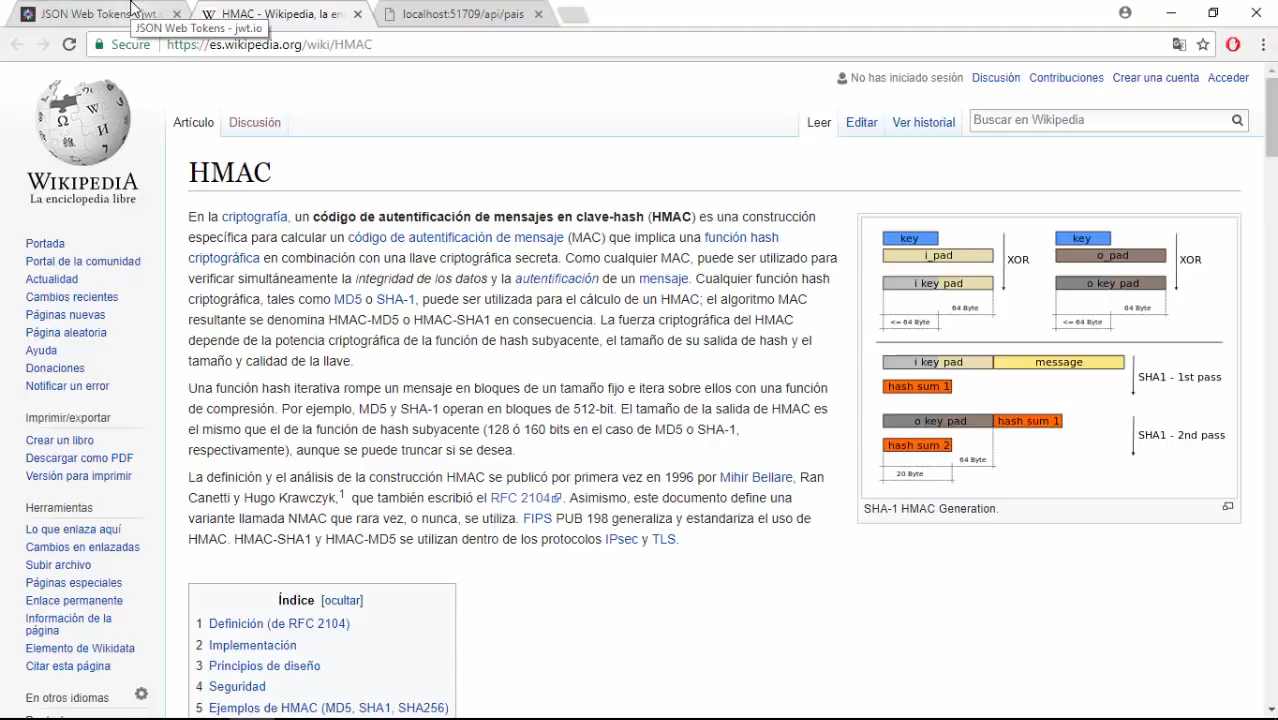 JSON Web Tokens - jwt.
HMAC - Wikipedia, la en
localhost:51709/api/pais
JSON Web Tokens - jwt.io
Secure
https://es.wikipedia.org/wiki/HMAC
No has iniciado sesión Discusión Contribuciones Crear una cuenta Acceder
Artículo Discusión Leer Editar Ver historial Buscar en Wikipedia
WIKIPEDIA
La enciclopedia libre
Portada
Portal de la comunidad
Actualidad
Cambios recientes
Páginas nuevas
Página aleatoria
Ayuda
Donaciones
Notificar un error
Imprimir/exportar
Crear un libro
Descargar como PDF
Versión para imprimir
Herramientas
Lo que enlaza aquí
Cambios en enlazadas
Subir archivo
Páginas especiales
Enlace permanente
Información de la
página
Elemento de Wikidata
Citar esta página
En otros idiomas
HMAC
En la criptografía, un código de autentificación de mensajes en clave-hash (HMAC) es una construcción
específica para calcular un código de autentificación de mensaje (MAC) que implica una función hash
criptográfica en combinación con una llave criptográfica secreta. Como cualquier MAC, puede ser utilizado para
verificar simultáneamente la integridad de los datos y la autentificación de un mensaje. Cualquier función hash
criptográfica, tales como MD5 o SHA-1, puede ser utilizada para el cálculo de un HMAC; el algoritmo MAC
resultante se denomina HMAC-MD5 o HMAC-SHA1 en consecuencia. La fuerza criptográfica del HMAC
depende de la potencia criptográfica de la función de hash subyacente, el tamaño de su salida de hash y el
tamaño y calidad de la llave.
Una función hash iterativa rompe un mensaje en bloques de un tamaño fijo e itera sobre ellos con una función
de compresión. Por ejemplo, MD5 y SHA-1 operan en bloques de 512-bit. El tamaño de la salida de HMAC es
el mismo que el de la función de hash subyacente (128 ó 160 bits en el caso de MD5 o SHA-1,
respectivamente), aunque se puede truncar si se desea.
La definición y el análisis de la construcción HMAC se publicó por primera vez en 1996 por Mihir Bellare, Ran
Canetti y Hugo Krawczyk,1 que también escribió el RFC 2104. Asimismo, este documento define una
variante llamada NMAC que rara vez, o nunca, se utiliza. FIPS PUB 198 generaliza y estandariza el uso de
HMAC. HMAC-SHA1 y HMAC-MD5 se utilizan dentro de los protocolos IPsec y TLS.
Índice [ocultar]
1 Definición (de RFC 2104)
2 Implementación
3 Principios de diseño
4 Seguridad
5 Ejemplos de HMAC (MD5, SHA1, SHA256)
key
i_pad
XOR
i key pad
64 Byte
<= 64 Byte
key
o_pad
XOR
o key pad
64 Byte
<= 64 Byte
i key pad message
hash sum 1
SHA1 - 1st pass
o key pad hash sum 1
hash sum 2
SHA1 - 2nd pass
64 Byte
20 Byte
SHA-1 HMAC Generation.